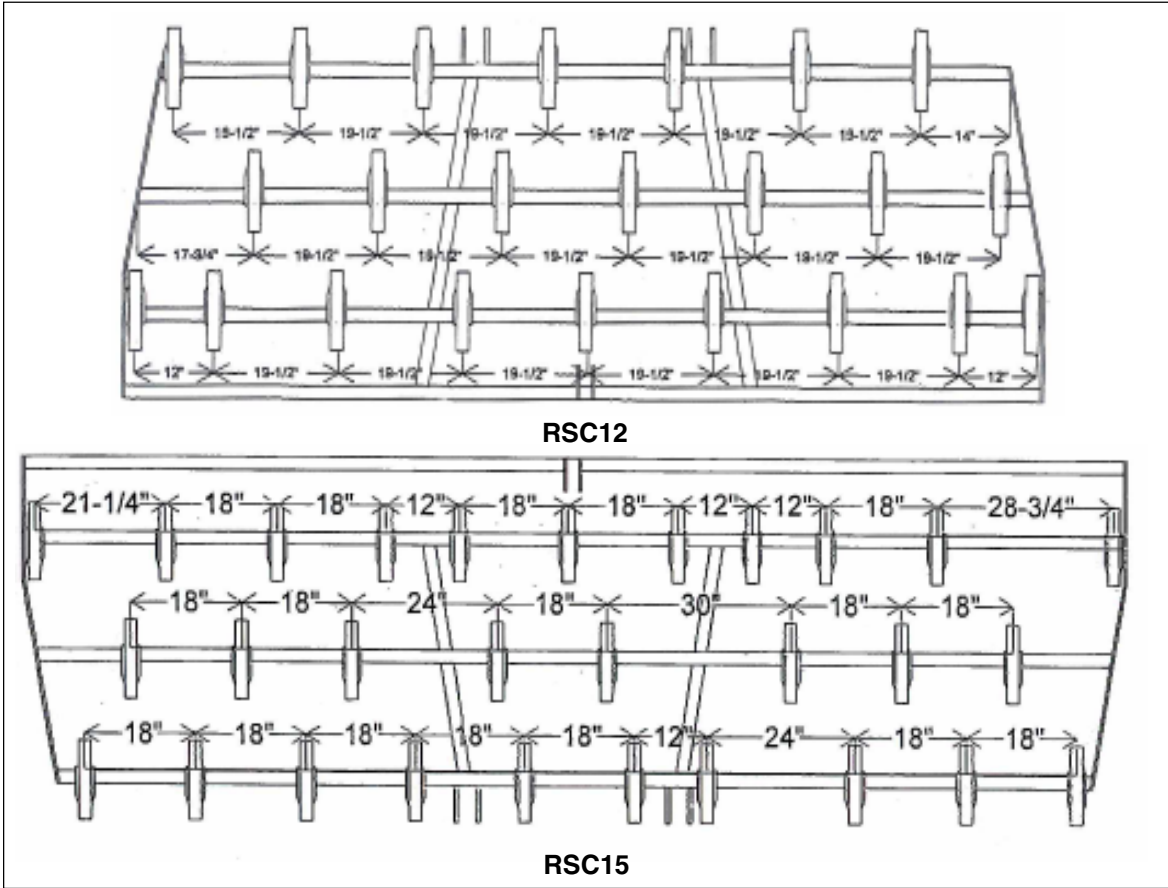 19-1/2" 19-1/2" 19-1/2" 19-1/2" 19-1/2" 19-1/2" 14"
17-3/4" 19-1/2" 19-1/2" 19-1/2" 19-1/2" 19-1/2" 19-1/2"
12" 19-1/2" 19-1/2" 19-1/2" 19-1/2" 19-1/2" 19-1/2" 12"
RSC12
21-1/4" 18" 18" 12" 18" 18" 12" 12" 18" 28-3/4"
18" 18" 24" 18" 30" 18" 18"
18" 18" 18" 18" 18" 12" 24" 18" 18"
RSC15